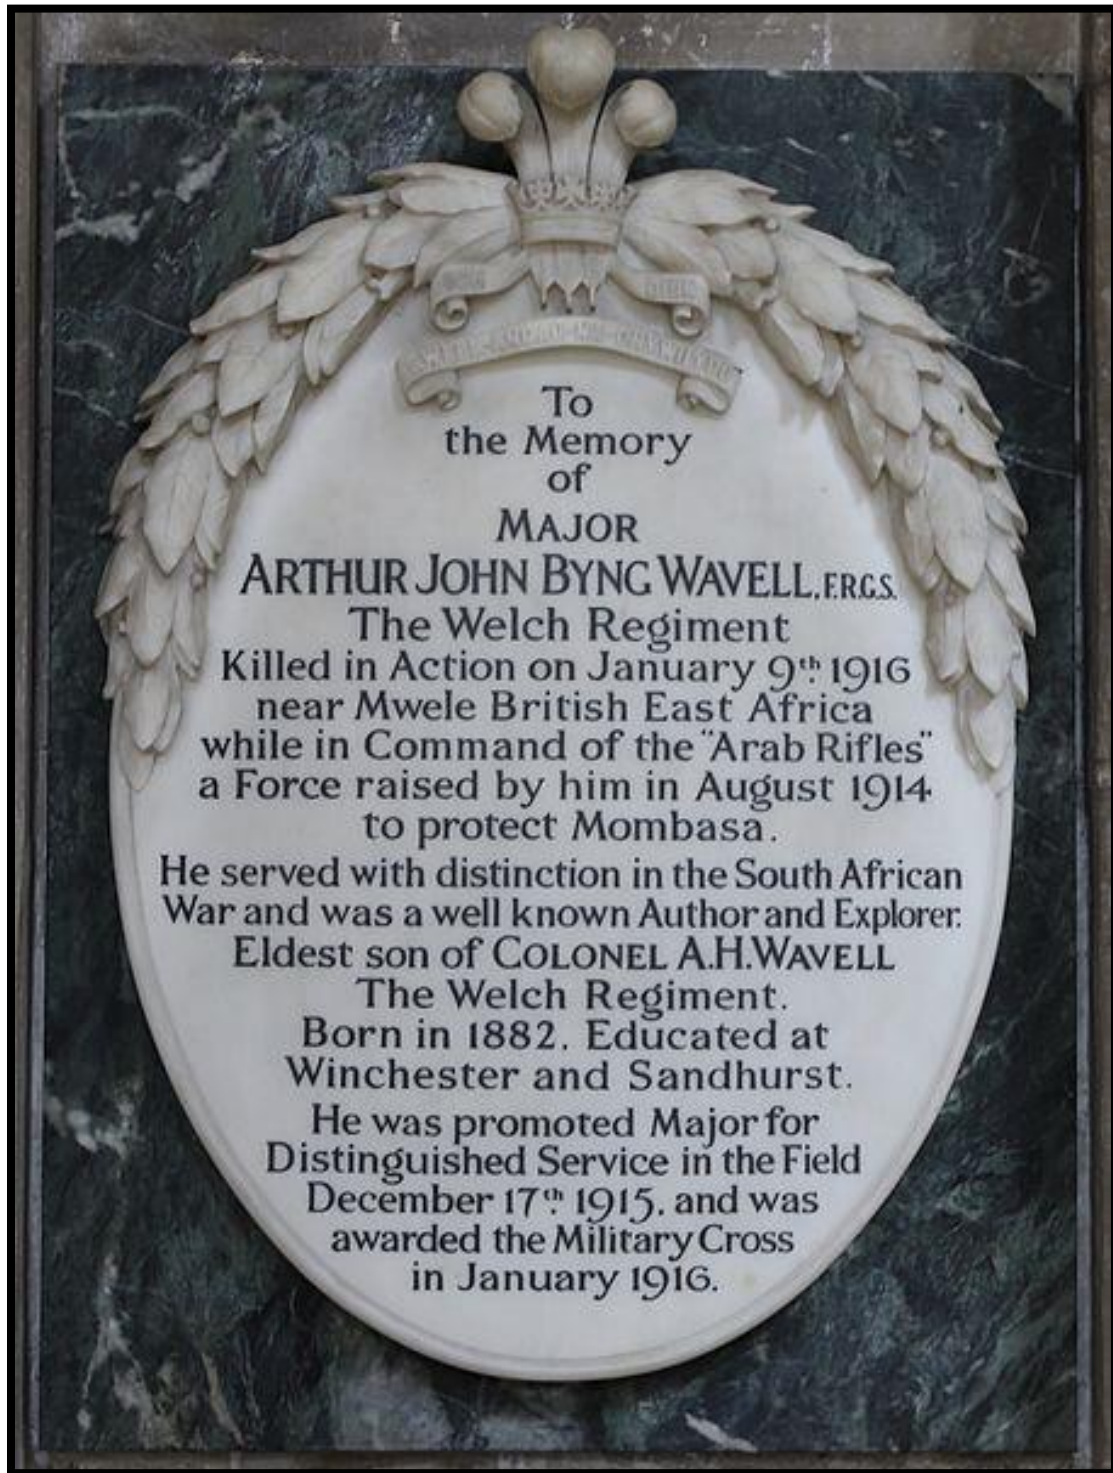 To
the Memory
of
MAJOR
ARTHUR JOHN BYNG WAVELL, F.R.G.S.
The Welch Regiment
Killed in Action on January 9th 1916
near Mwele British East Africa
while in Command of the "Arab Rifles"
a Force raised by him in August 1914
to protect Mombasa.
He served with distinction in the South African
War and was a well known Author and Explorer.
Eldest son of COLONEL A.H.WAVELL
The Welch Regiment.
Born in 1882. Educated at
Winchester and Sandhurst.
He was promoted Major for
Distinguished Service in the Field
December 17th 1915, and was
awarded the Military Cross
in January 1916.